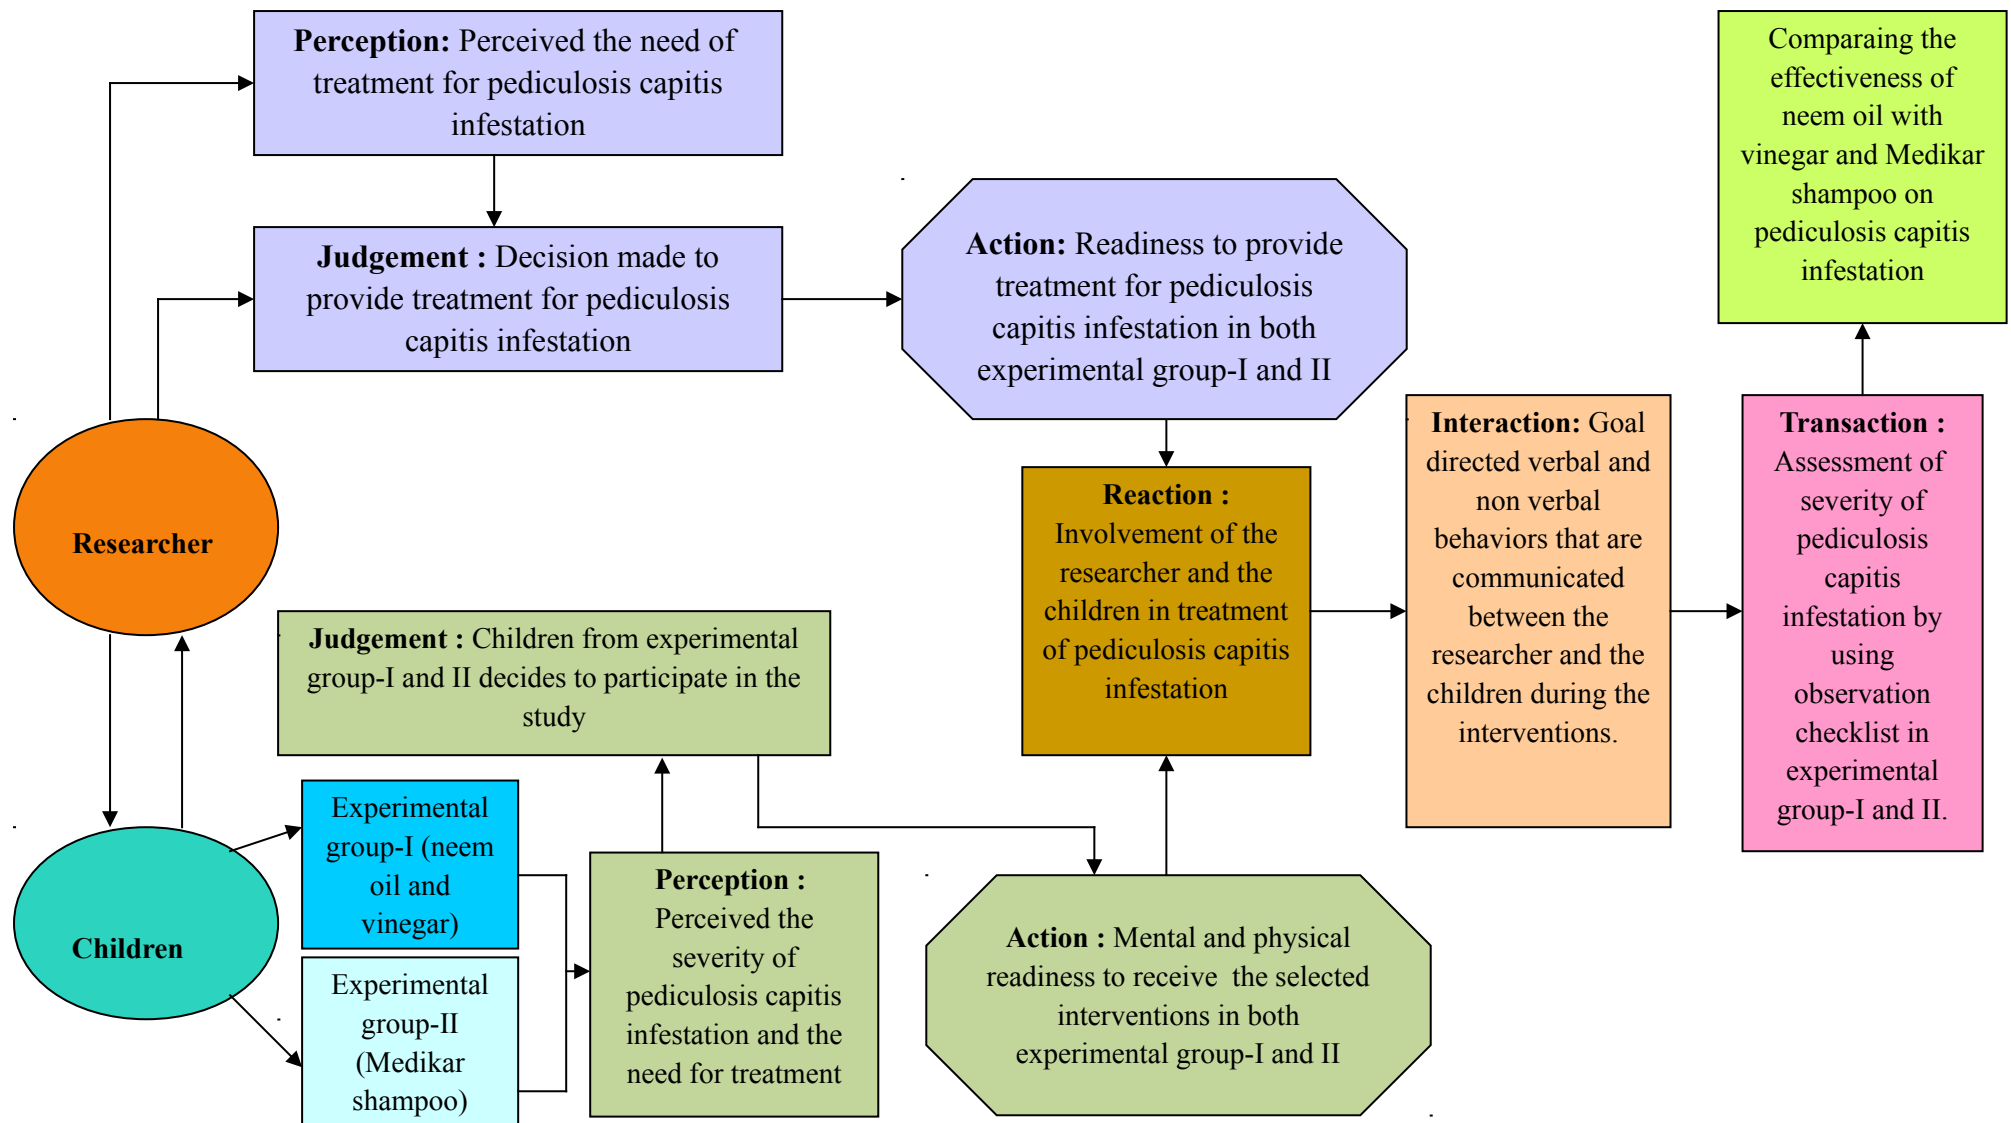 Perception: Perceived the need of
treatment for pediculosis capitis
infestation
Comparaing the
effectiveness of
neem oil with
vinegar and Medikar
shampoo on
pediculosis capitis
infestation
Judgement : Decision made to
provide treatment for pediculosis
capitis infestation
Action: Readiness to provide
treatment for pediculosis
capitis infestation in both
experimental group-I and II
Researcher
Reaction :
Involvement of the
researcher and the
children in treatment
of pediculosis capitis
infestation
Interaction: Goal
directed verbal and
non verbal
behaviors that are
communicated
between the
researcher and the
children during the
interventions.
Transaction :
Assessment of
severity of
pediculosis
capitis
infestation by
using
observation
checklist in
experimental
group-I and II.
Judgement : Children from experimental
group-I and II decides to participate in the
study
Children
Experimental
group-I (neem
oil and
vinegar)
Experimental
group-II
(Medikar
shampoo)
Perception :
Perceived the
severity of
pediculosis capitis
infestation and the
need for treatment
Action : Mental and physical
readiness to receive  the selected
interventions in both
experimental group-I and II